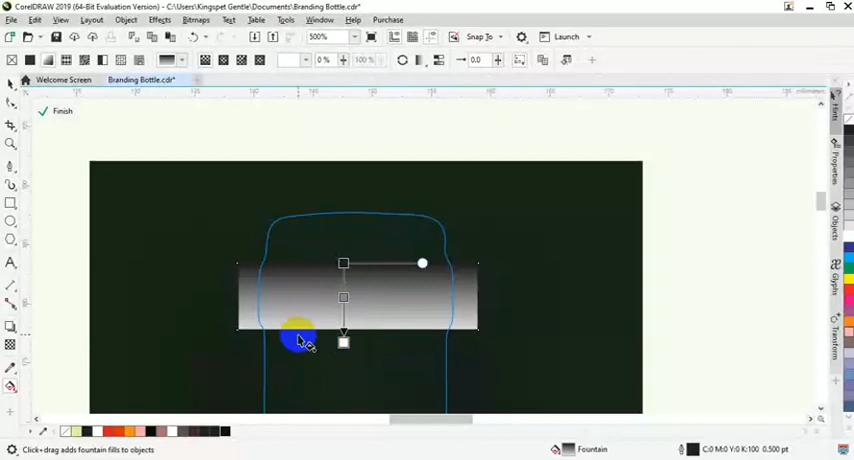 CorelDRAW 2019 (64-Bit Evaluation Version) - C:\Users\Kingspet Gentle\Documents\Branding Bottle.cdr*
File Edit View Layout Object Effects Bitmaps Text Table Tools Window Help Purchase
500% Snap To Launch
0 % 100 % 0.0
Welcome Screen Branding Bottle.cdr*
millimeters
Finish
Hints
Properties
Objects
Glyphs
Transform
Click+drag adds fountain fills to objects Fountain C:0 M:0 Y:0 K:100 0.500 pt